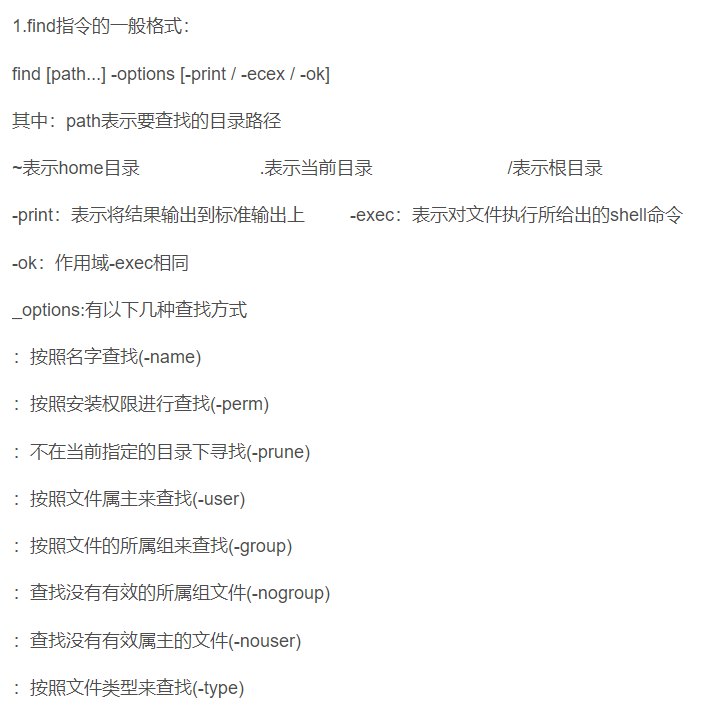 1.find指令的一般格式：
find [path...] -options [-print / -ecex / -ok]
其中：path表示要查找的目录路径
~表示home目录 .表示当前目录 /表示根目录
-print：表示将结果输出到标准输出上 -exec：表示对文件执行所给出的shell命令
-ok：作用域-exec相同
_options:有以下几种查找方式
：按照名字查找(-name)
：按照安装权限进行查找(-perm)
：不在当前指定的目录下寻找(-prune)
：按照文件属主来查找(-user)
：按照文件的所属组来查找(-group)
：查找没有有效的所属组文件(-nogroup)
：查找没有有效属主的文件(-nouser)
：按照文件类型来查找(-type)